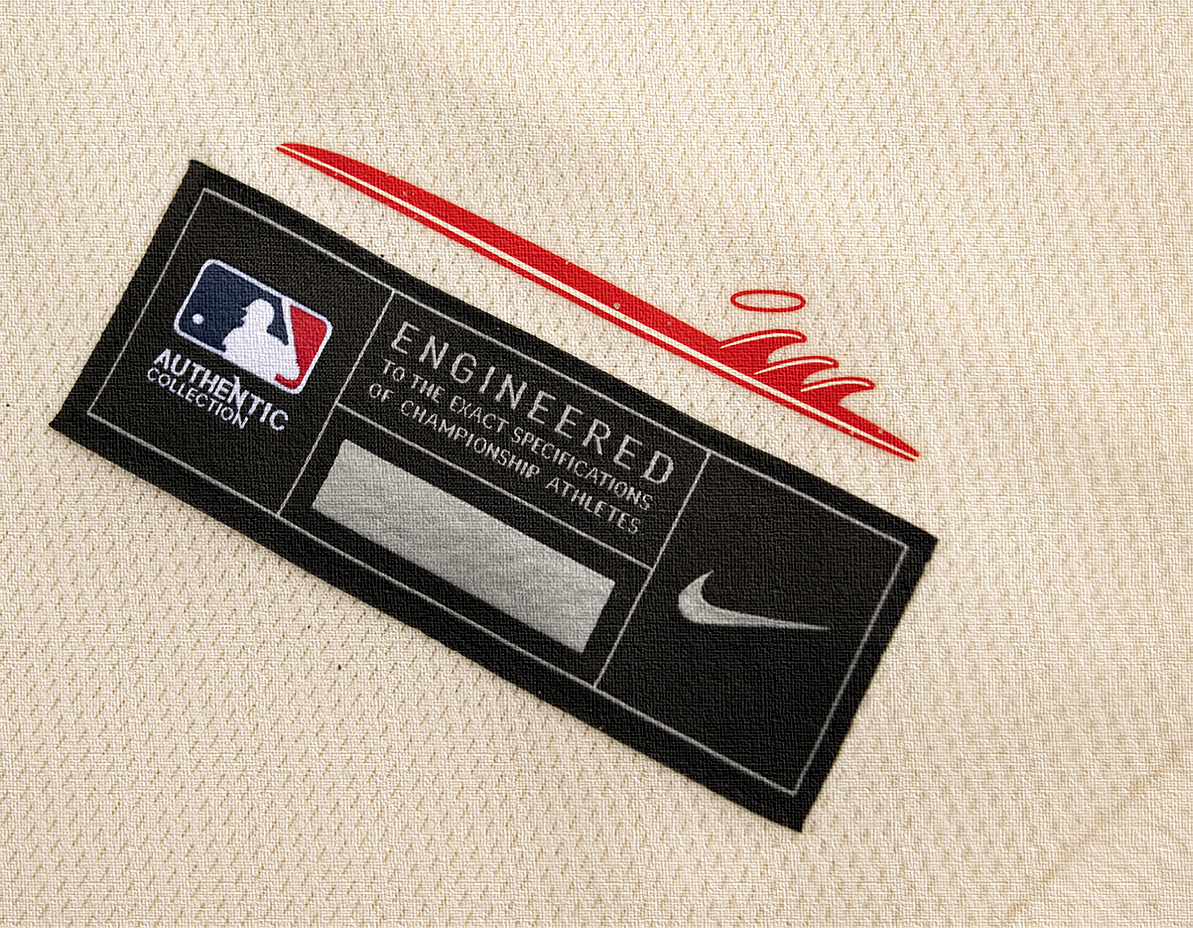 AUTHENTIC
COLLECTION
ENGINEERED
TO THE EXACT SPECIFICATIONS
OF CHAMPIONSHIP ATHLETES